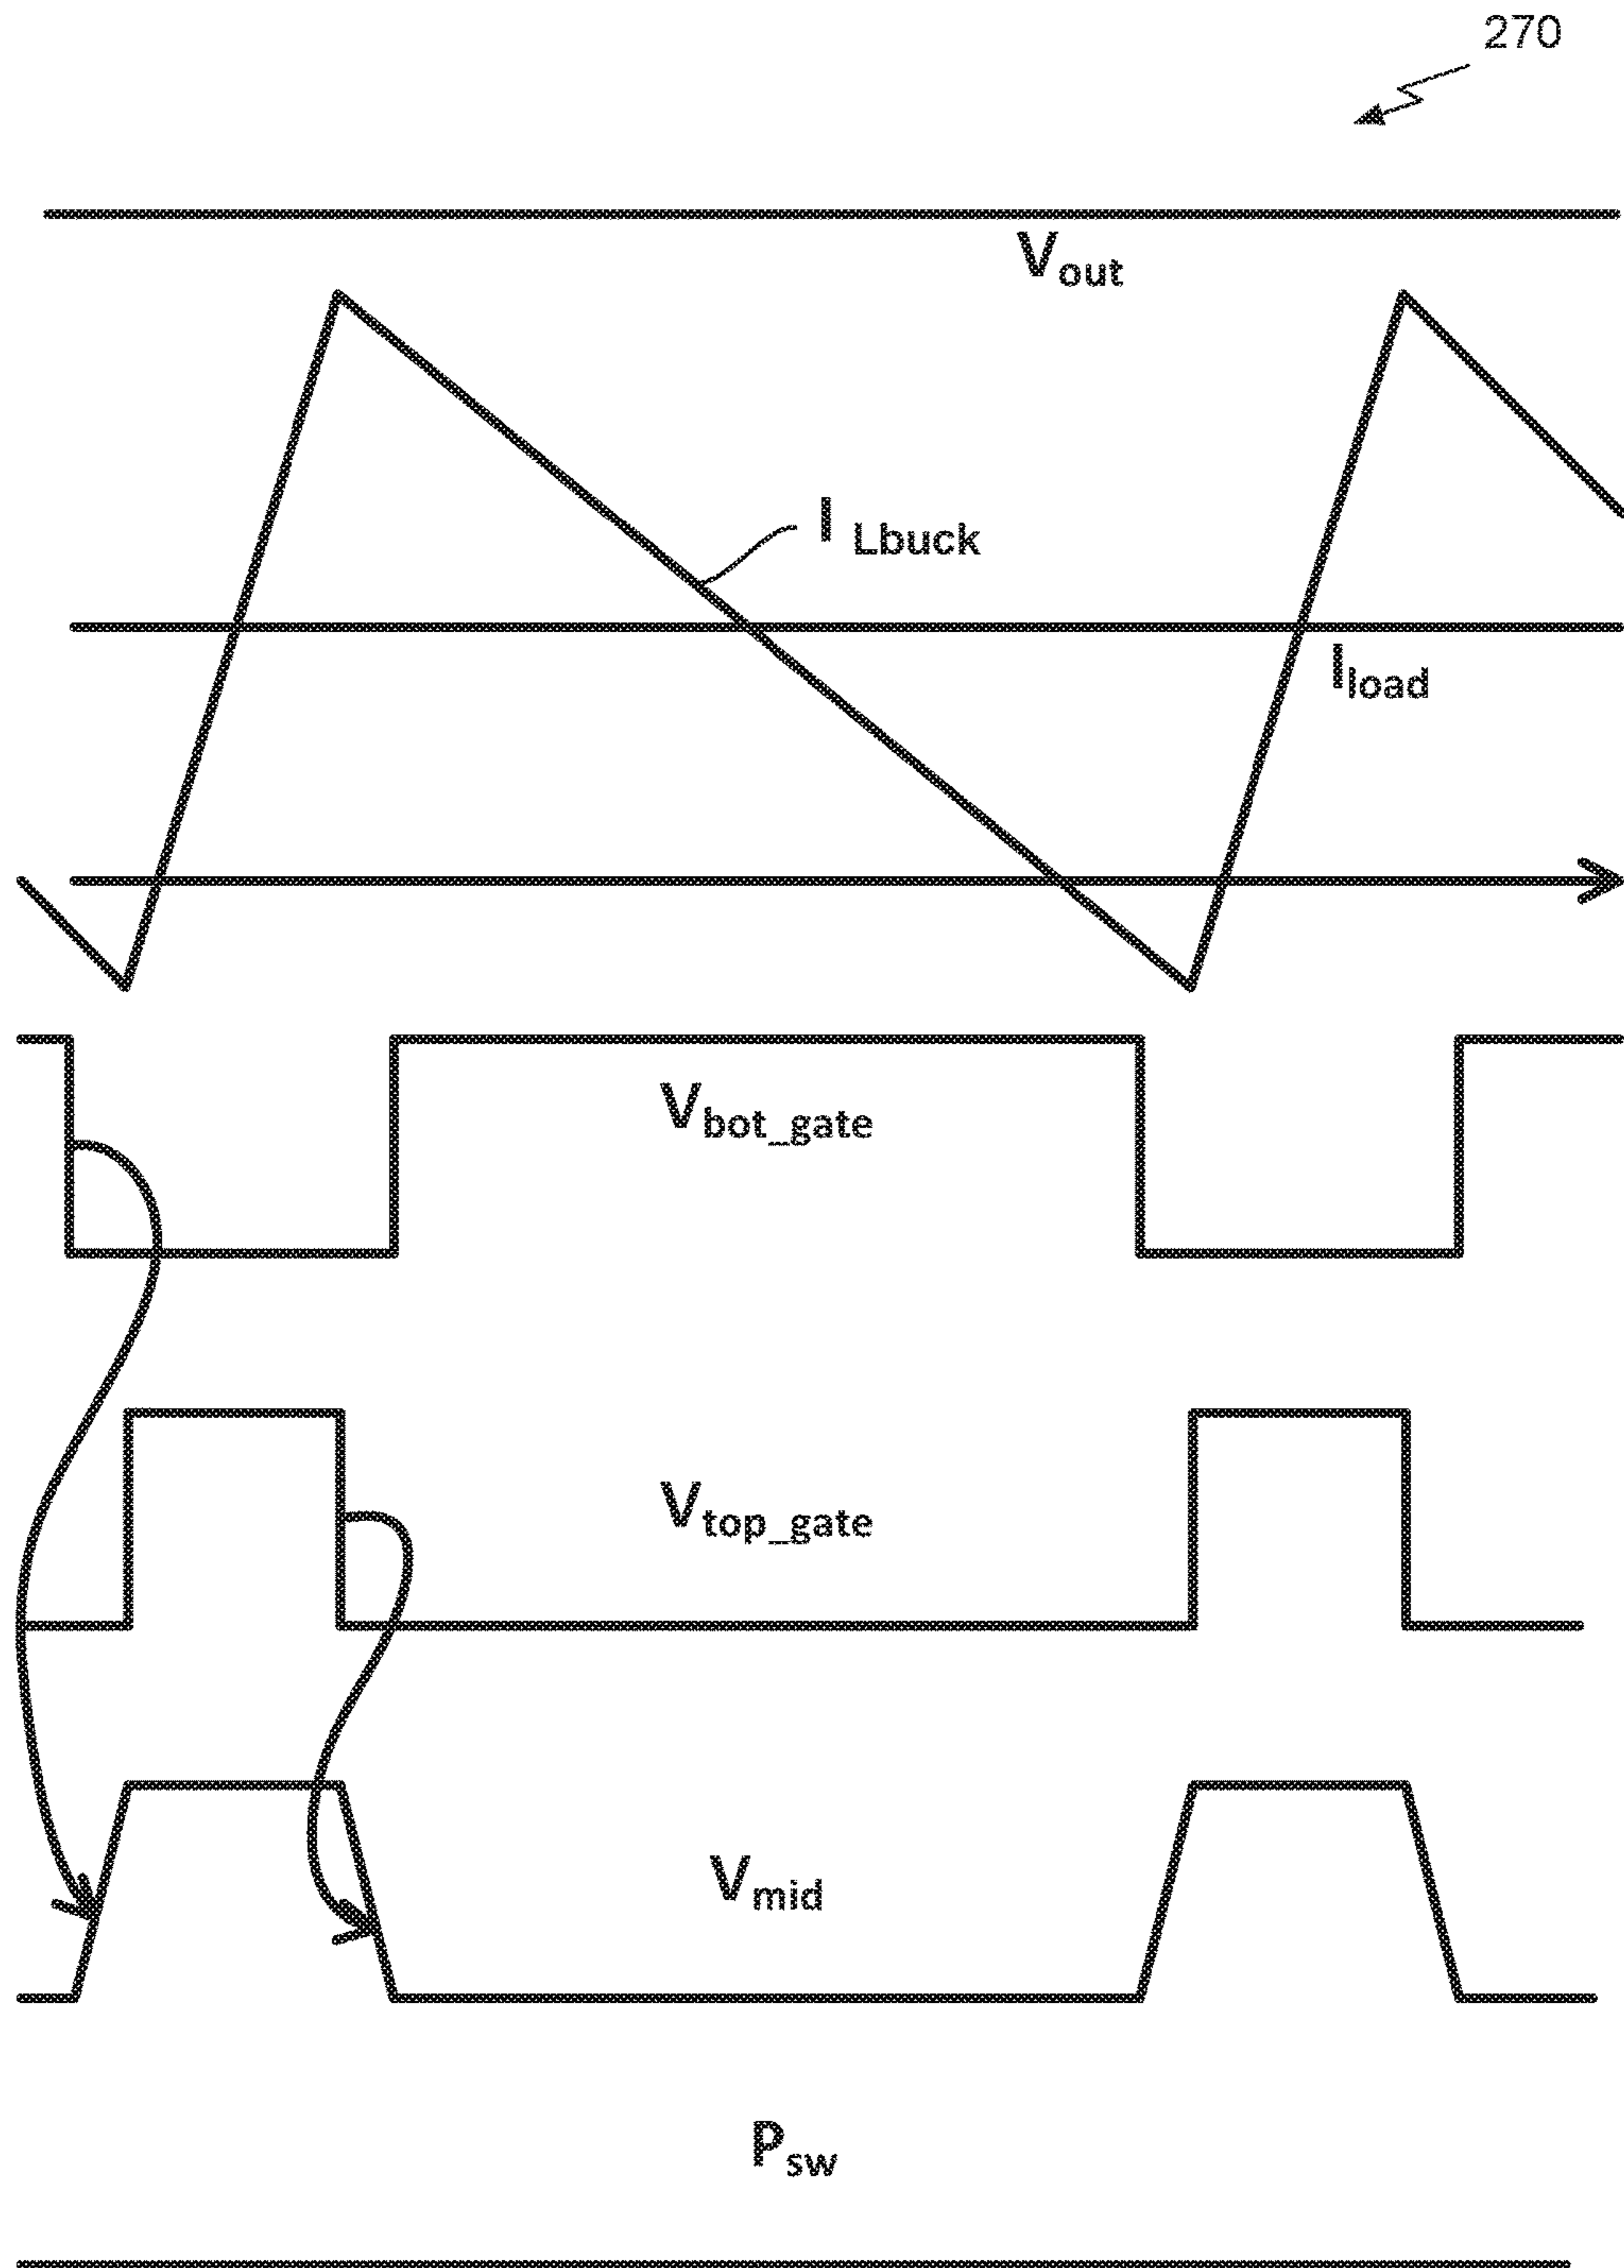 270
Vout
I Lbuck
Iload
Vbot_gate
Vtop_gate
Vmid
Psw